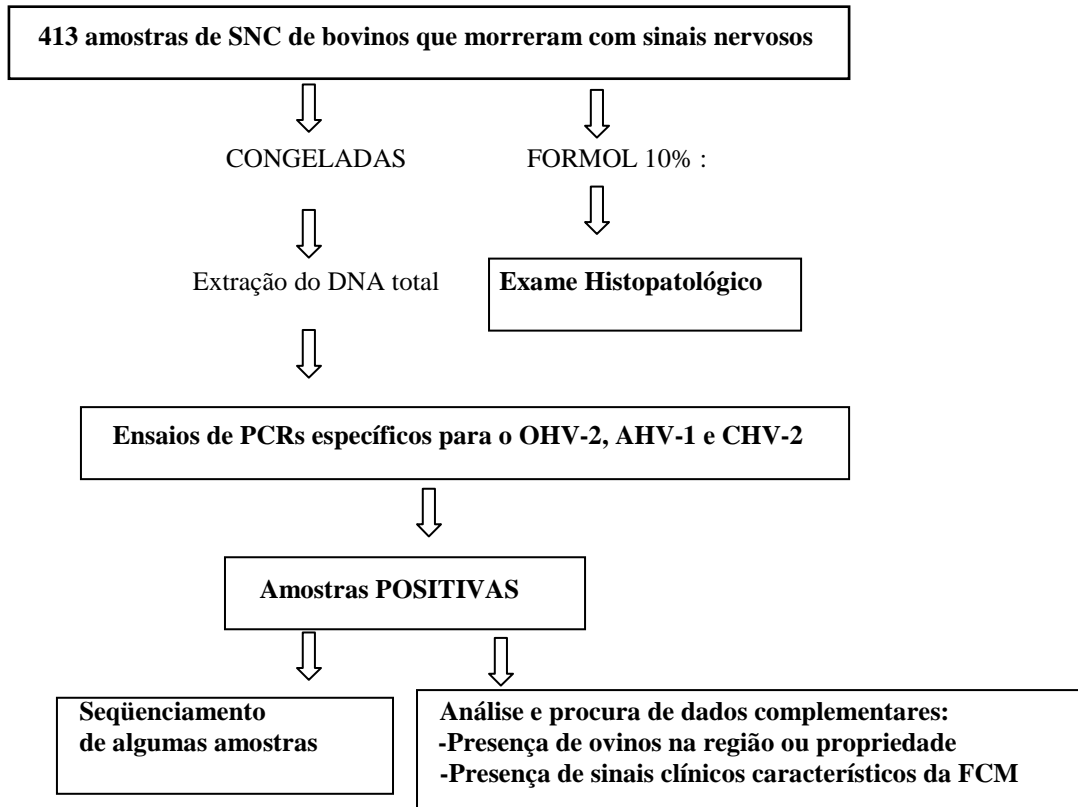 413 amostras de SNC de bovinos que morreram com sinais nervosos
CONGELADAS
FORMOL 10% :
Extração do DNA total
Exame Histopatológico
Ensaios de PCRs específicos para o OHV-2, AHV-1 e CHV-2
Amostras POSITIVAS
Seqüenciamento
de algumas amostras
Análise e procura de dados complementares:
-Presença de ovinos na região ou propriedade
-Presença de sinais clínicos característicos da FCM